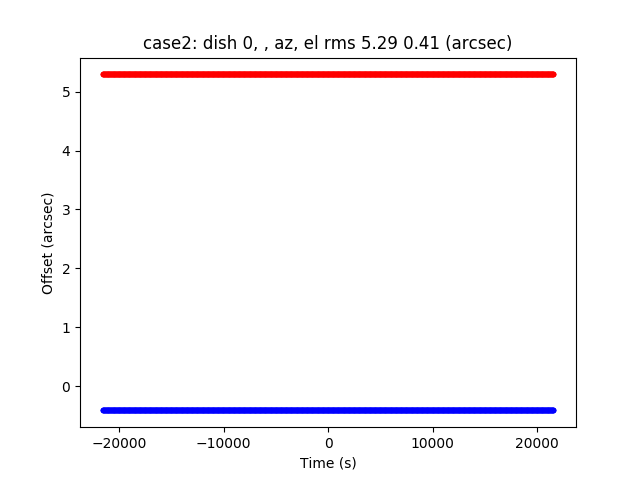 case2: dish 0, , az, el rms 5.29 0.41 (arcsec)
5
4
3
2
1
0
Offset (arcsec)
−20000 −10000 0 10000 20000
Time (s)